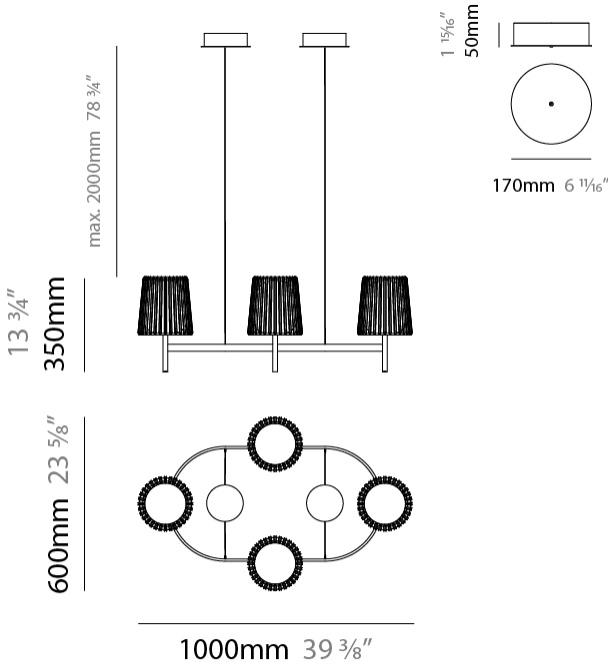 1 15/16" 50mm
170mm 6 11/16"
max. 2000mm 78 3/4"
13 3/4" 350mm
600mm 23 5/8"
1000mm 39 3/8"